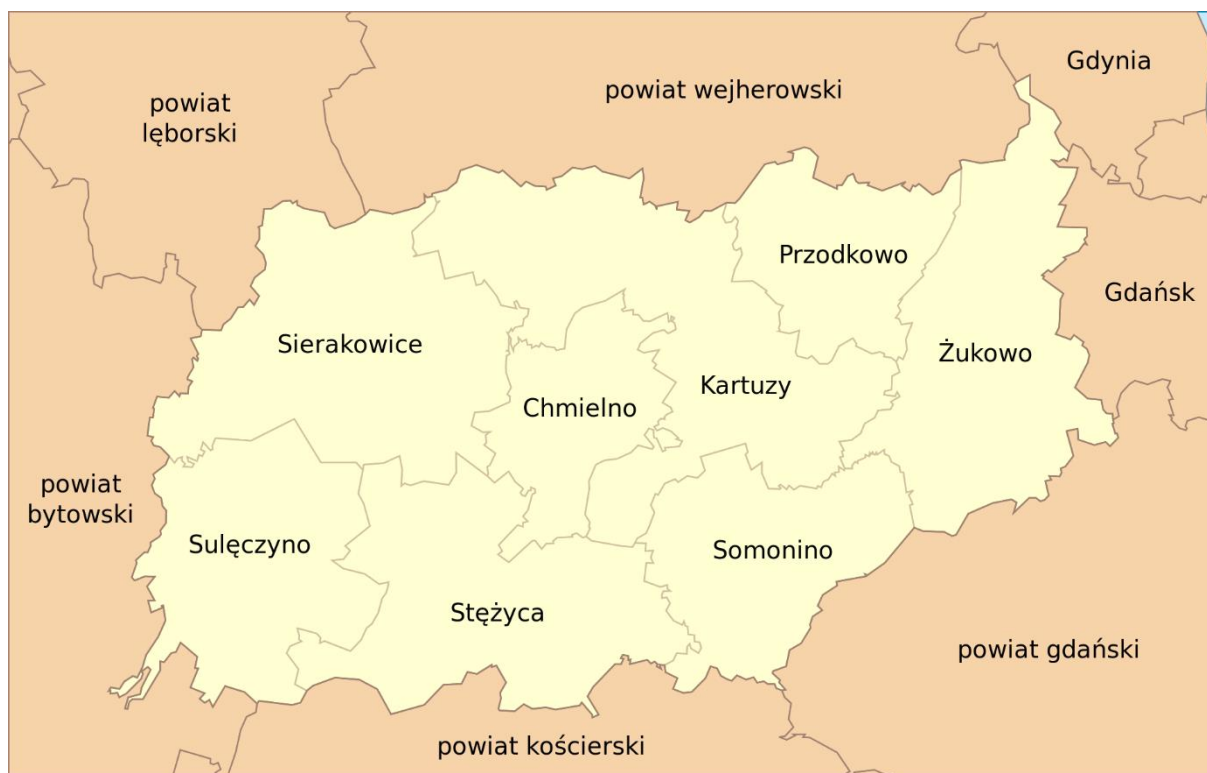 Gdynia
powiat wejherowski
powiat
lęborski
Przodkowo
Gdańsk
Sierakowice
Żukowo
Kartuzy
Chmielno
powiat
bytowski
Sulęczyno
Somonino
Stężyca
powiat gdański
powiat kościerski